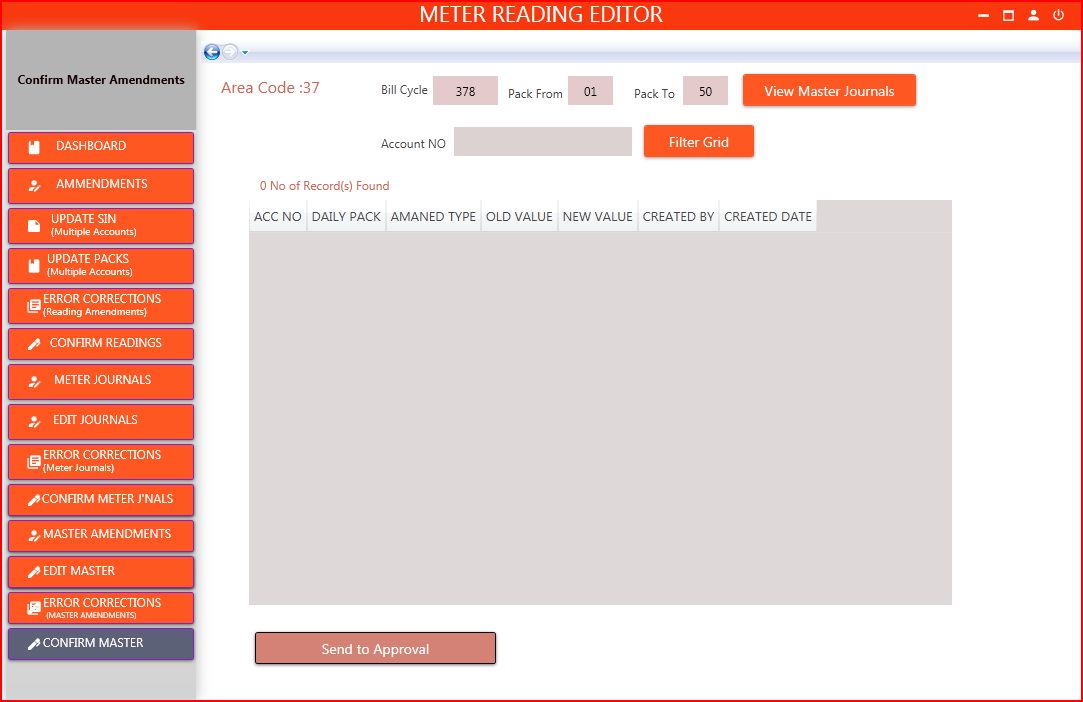 METER READING EDITOR
Confirm Master Amendments
DASHBOARD
AMMENDMENTS
UPDATE SIN
(Multiple Accounts)
UPDATE PACKS
(Multiple Accounts)
ERROR CORRECTIONS
(Reading Amendments)
CONFIRM READINGS
METER JOURNALS
EDIT JOURNALS
ERROR CORRECTIONS
(Meter Journals)
CONFIRM METER J'NALS
MASTER AMENDMENTS
EDIT MASTER
ERROR CORRECTIONS
(MASTER AMENDMENTS)
CONFIRM MASTER
Area Code :37 Bill Cycle 378 Pack From 01 Pack To 50 View Master Journals
Account NO Filter Grid
0 No of Record(s) Found
ACC NO DAILY PACK AMANED TYPE OLD VALUE NEW VALUE CREATED BY CREATED DATE
Send to Approval